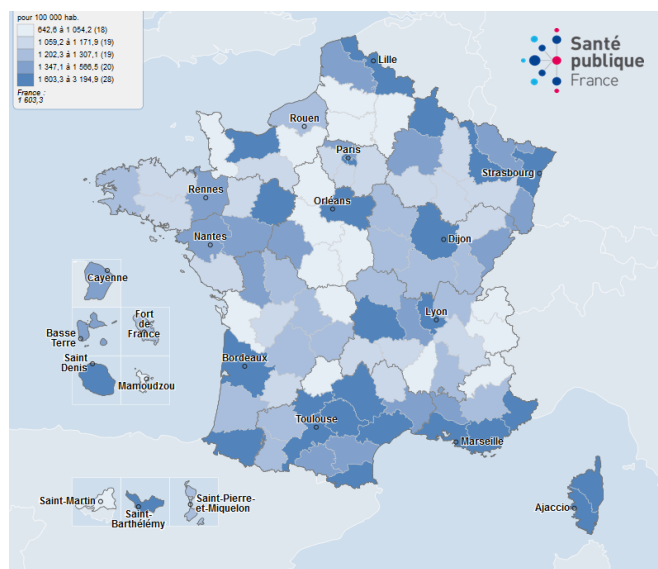 pour 100 000 hab.
642,6 à 1 054,2 (18)
1 059,2 à 1 171,9 (19)
1 202,3 à 1 307,1 (19)
1 347,1 à 1 566,5 (20)
1 603,3 à 3 194,9 (28)
France :
1 603,3
Santé
publique
France
Lille
Rouen
Paris
Strasbourg
Rennes
Orléans
Nantes
Dijon
Cayenne
Lyon
Basse
Terre
Fort
de
France
Saint
Denis
Mamoudzou
Bordeaux
Toulouse
Marseille
Saint-Martin
Saint-
Barthélémy
Saint-Pierre-
et-Miquelon
Ajaccio